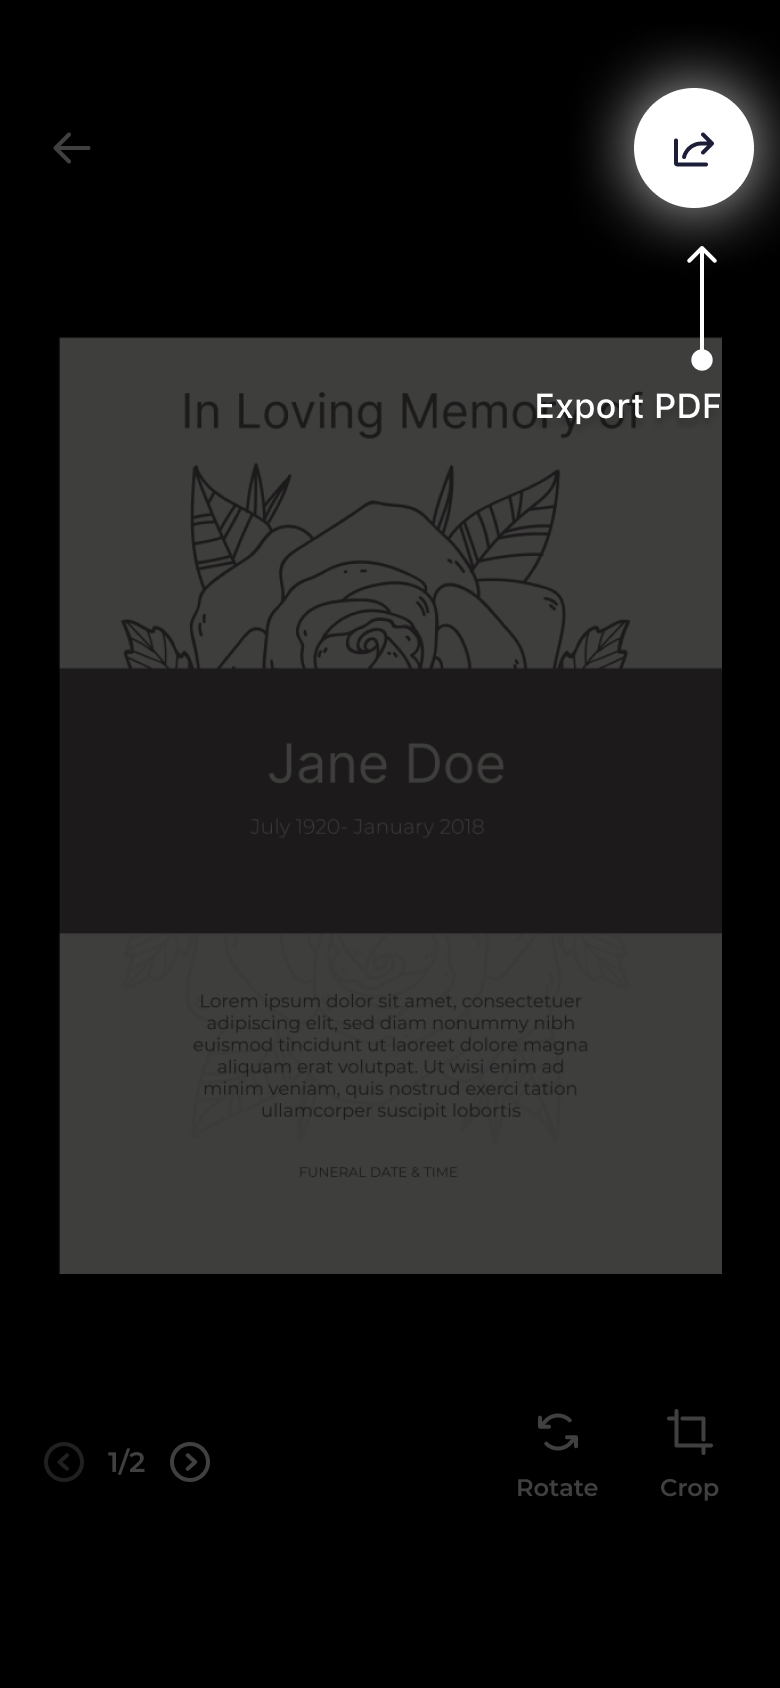 In Loving Memory of
Export PDF
Jane Doe
July 1920- January 2018
Lorem ipsum dolor sit amet, consectetuer
adipiscing elit, sed diam nonummy nibh
euismod tincidunt ut laoreet dolore magna
aliquam erat volutpat. Ut wisi enim ad
minim veniam, quis nostrud exerci tation
ullamcorper suscipit lobortis
FUNERAL DATE & TIME
1/2
Rotate
Crop